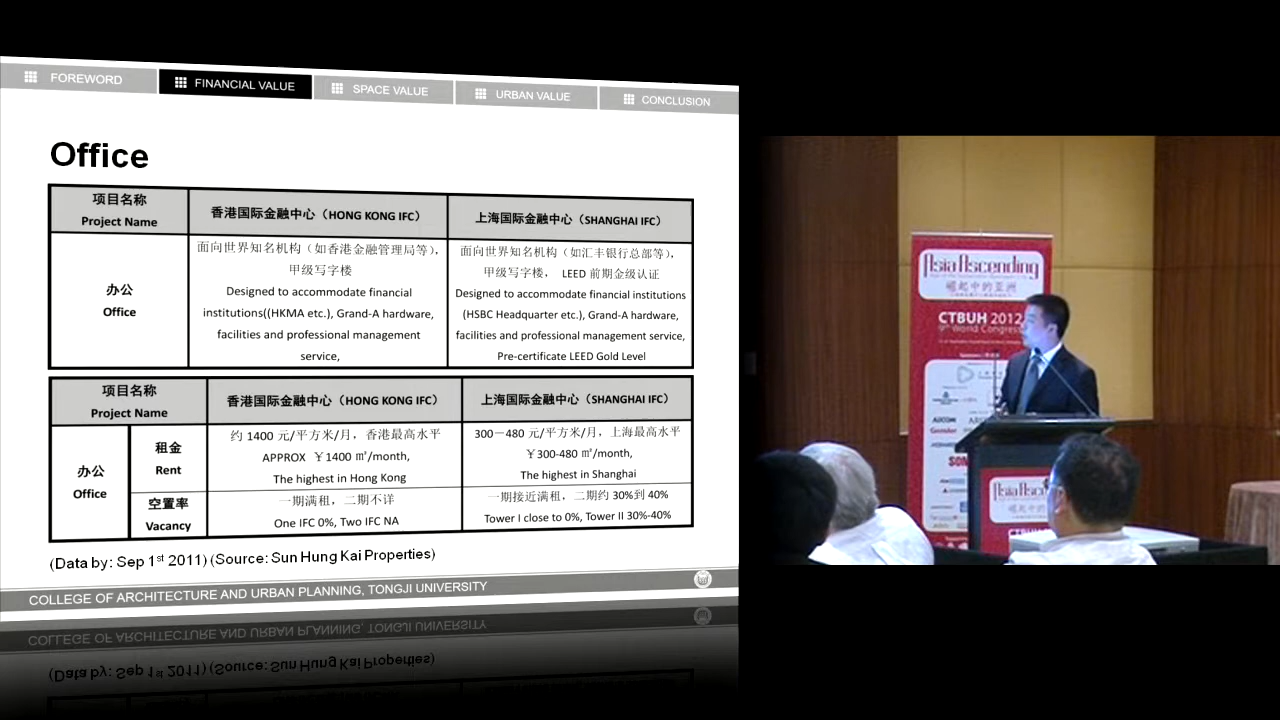 FOREWORD
FINANCIAL VALUE
SPACE VALUE
URBAN VALUE
CONCLUSION
Office
项目名称
Project Name
香港国际金融中心（HONG KONG IFC）
上海国际金融中心（SHANGHAI IFC）
办公
Office
面向世界知名机构（如香港金融管理局等），
甲级写字楼
Designed to accommodate financial
institutions((HKMA etc.), Grand-A hardware,
facilities and professional management
service,
面向世界知名机构（如汇丰银行总部等），
甲级写字楼， LEED 前期金级认证
Designed to accommodate financial institutions
(HSBC Headquarter etc.), Grand-A hardware,
facilities and professional management service,
Pre-certificate LEED Gold Level
项目名称
Project Name
香港国际金融中心（HONG KONG IFC）
上海国际金融中心（SHANGHAI IFC）
办公
Office
租金
Rent
约 1400 元/平方米/月，香港最高水平
APPROX ￥1400 ㎡/month,
The highest in Hong Kong
300－480 元/平方米/月，上海最高水平
￥300-480 ㎡/month,
The highest in Shanghai
空置率
Vacancy
一期满租，二期不详
One IFC 0%, Two IFC NA
一期接近满租，二期约 30%到 40%
Tower I close to 0%, Tower II 30%-40%
(Data by: Sep 1st 2011) (Source: Sun Hung Kai Properties)
COLLEGE OF ARCHITECTURE AND URBAN PLANNING, TONGJI UNIVERSITY
Asia Ascending
崛起中的亚洲
CTBUH 2012
9th World Congress
Asia Asce
崛起中的亚